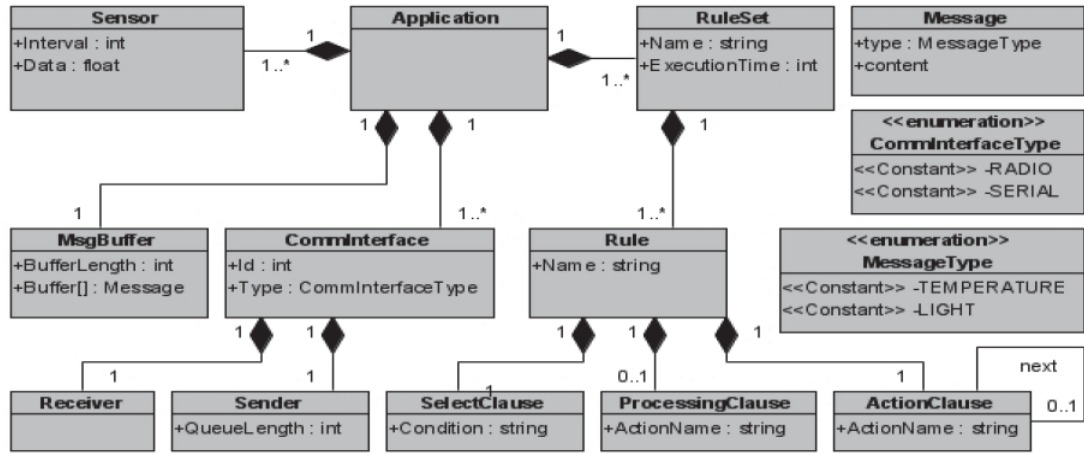 Sensor
+Interval : int
+Data : float
1
1..*
Application
1
1..*
RuleSet
+Name : string
+ExecutionTime : int
Message
+type : MessageType
+content
<<enumeration>>
CommInterfaceType
<<Constant>> -RADIO
<<Constant>> -SERIAL
1
1
1
1
1..*
1..*
MsgBuffer
+BufferLength : int
+Buffer[] : Message
CommInterface
+Id : int
+Type : CommInterfaceType
Rule
+Name : string
<<enumeration>>
MessageType
<<Constant>> -TEMPERATURE
<<Constant>> -LIGHT
1
1
1
1
1
next
1
1
1
0..1
1
0..1
Receiver
Sender
+QueueLength : int
SelectClause
+Condition : string
ProcessingClause
+ActionName : string
ActionClause
+ActionName : string